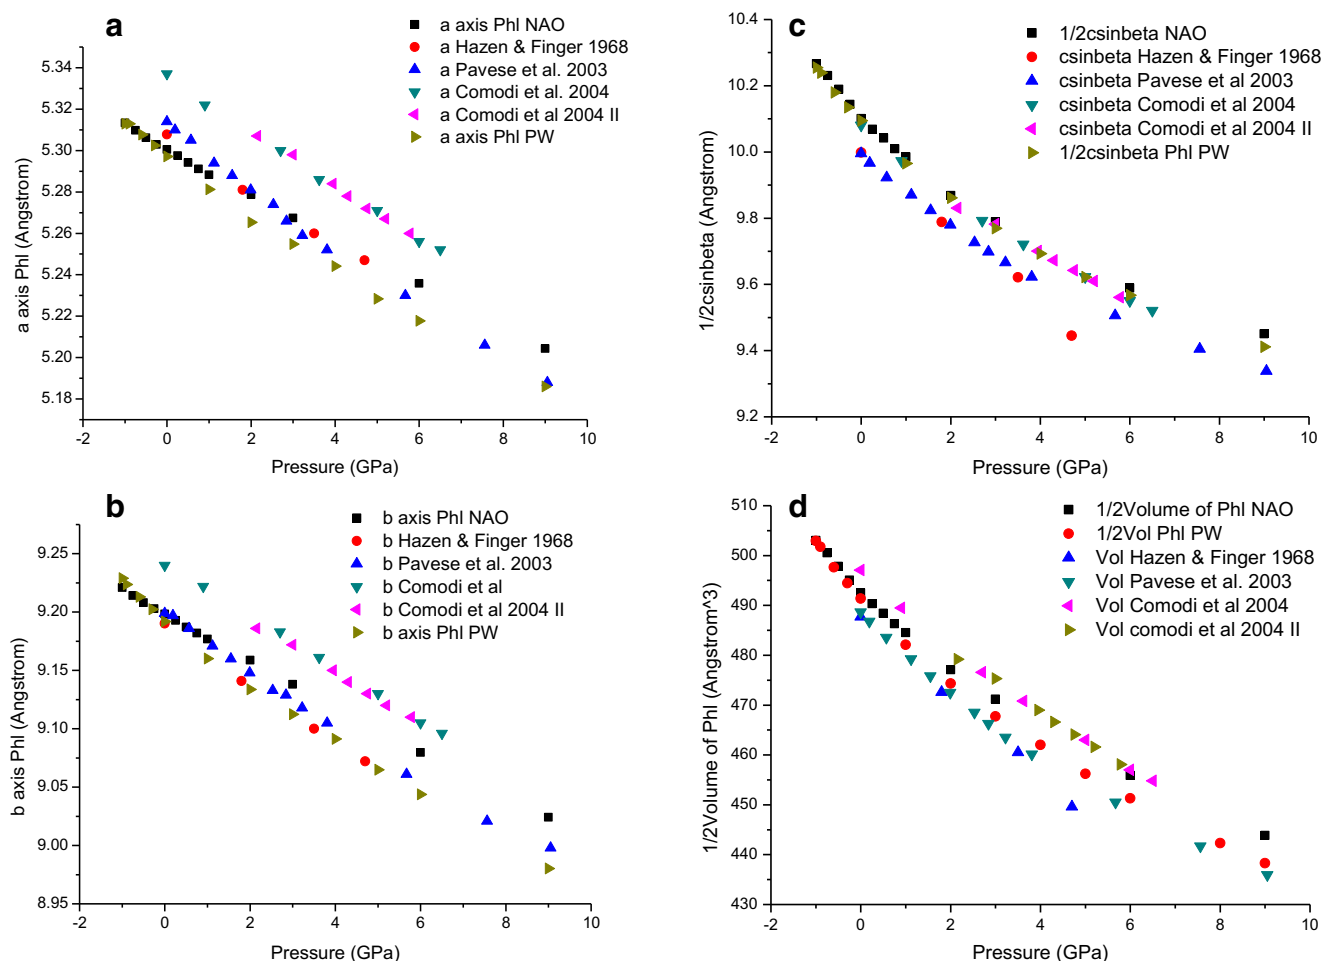 a
a axis Phl NAO
a Hazen & Finger 1968
a Pavese et al. 2003
a Comodi et al. 2004
a Comodi et al. 2004 II
a axis Phl PW
5.34
5.32
5.30
5.28
5.26
5.24
5.22
5.20
5.18
a axis Phl (Angstrom)
-2
0
2
4
6
8
10
Pressure (GPa)
c
1/2csinbeta NAO
csinbeta Hazen & Finger 1968
csinbeta Pavese et al 2003
csinbeta Comodi et al 2004
csinbeta Comodi et al 2004 II
1/2csinbeta Phl PW
10.4
10.2
10.0
9.8
9.6
9.4
9.2
1/2csinbeta (Angstrom)
-2
0
2
4
6
8
10
Pressure (GPa)
b
b axis Phl NAO
b Hazen & Finger 1968
b Pavese et al. 2003
b Comodi et al
b Comodi et al 2004 II
b axis Phl PW
9.25
9.20
9.15
9.10
9.05
9.00
8.95
b axis Phl (Angstrom)
-2
0
2
4
6
8
10
Pressure (GPa)
d
1/2Volume of Phl NAO
1/2Vol Phl PW
Vol Hazen & Finger 1968
Vol Pavese et al. 2003
Vol Comodi et al 2004
Vol comodi et al 2004 II
510
500
490
480
470
460
450
440
430
1/2Volume of Phl (Angstrom^3)
-2
0
2
4
6
8
10
Pressure (GPa)